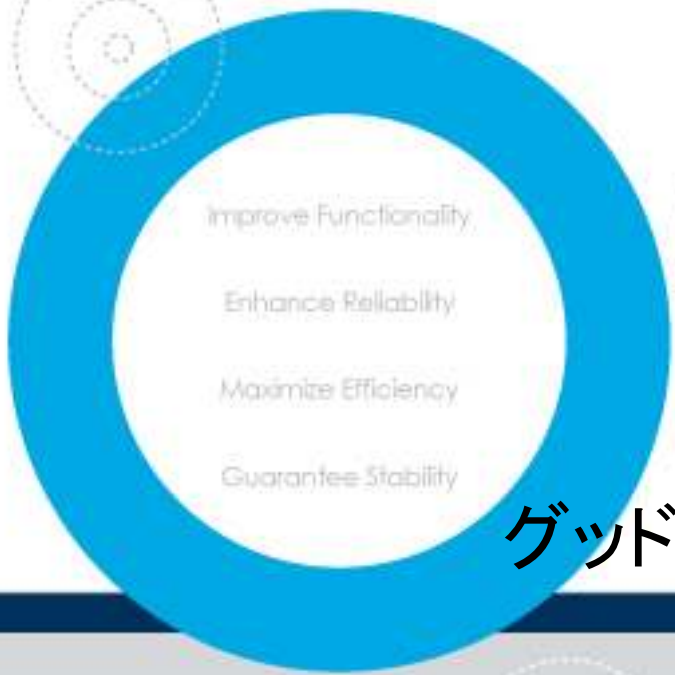 Improve Functionality
Enhance Reliability
Maximize Efficiency
Guarantee Stability
グッド